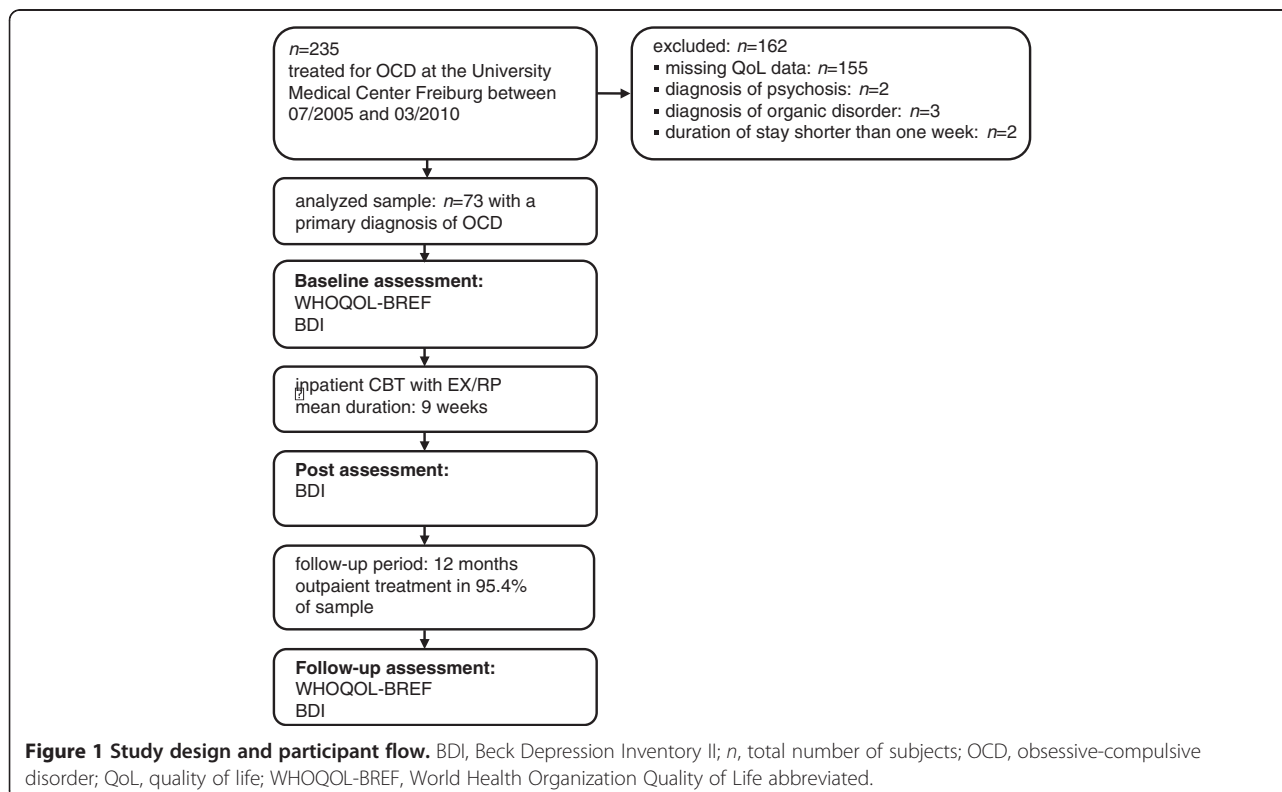 n=235
treated for OCD at the University
Medical Center Freiburg between
07/2005 and 03/2010
excluded: n=162
▪ missing QoL data: n=155
▪ diagnosis of psychosis: n=2
▪ diagnosis of organic disorder: n=3
▪ duration of stay shorter than one week: n=2
analyzed sample: n=73 with a
primary diagnosis of OCD
Baseline assessment:
WHOQOL-BREF
BDI
inpatient CBT with EX/RP
mean duration: 9 weeks
Post assessment:
BDI
follow-up period: 12 months
outpaient treatment in 95.4%
of sample
Follow-up assessment:
WHOQOL-BREF
BDI
Figure 1 Study design and participant flow. BDI, Beck Depression Inventory II; n, total number of subjects; OCD, obsessive-compulsive
disorder; QoL, quality of life; WHOQOL-BREF, World Health Organization Quality of Life abbreviated.